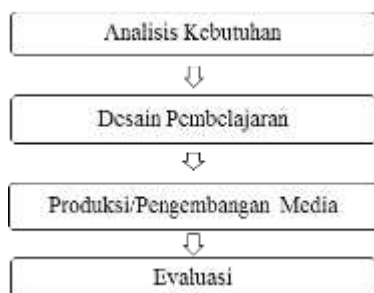 Analisis Kebutuhan
Desain Pembelajaran
Produksi/Pengembangan Media
Evaluasi